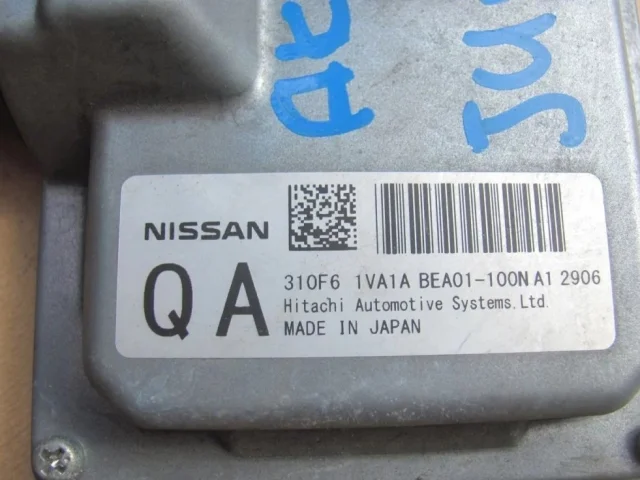 NISSAN
QA
310F6 1VA1A BEA01-100N A1 2906
Hitachi Automotive Systems.Ltd.
MADE IN JAPAN